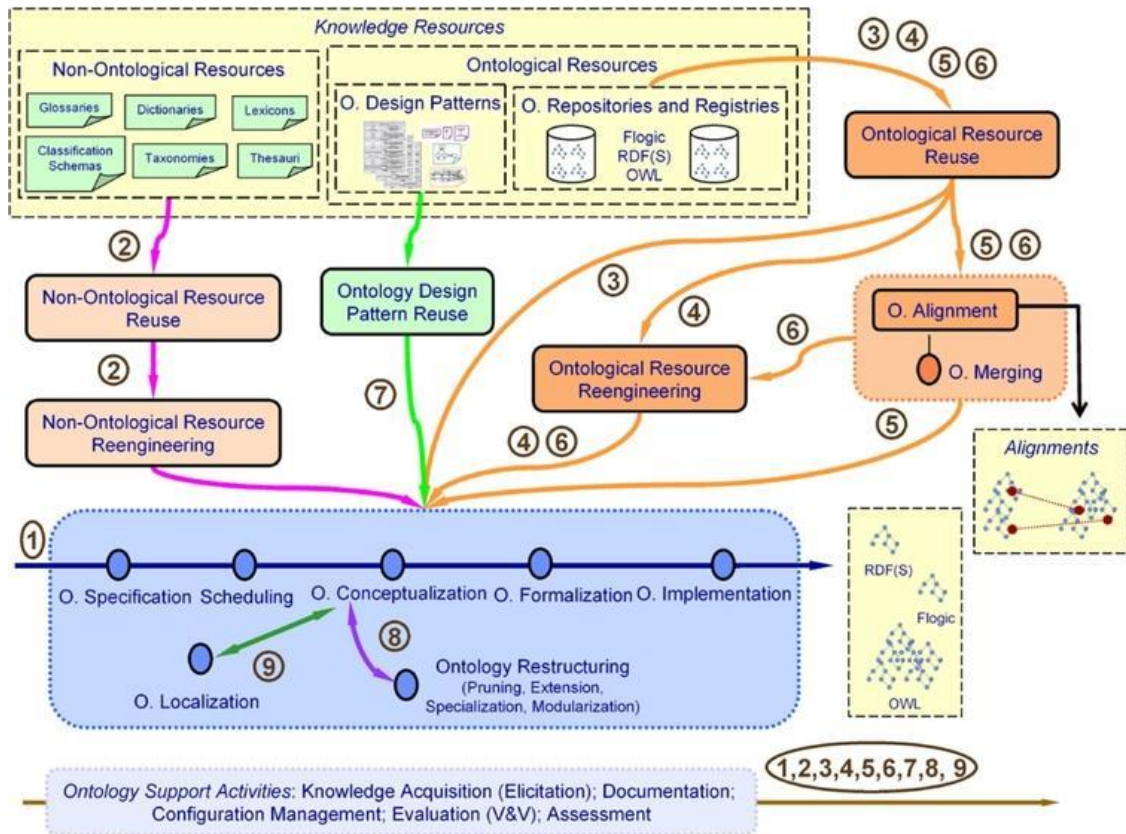 Knowledge Resources
Non-Ontological Resources
Glossaries
Dictionaries
Lexicons
Classification
Schemas
Taxonomies
Thesauri
Ontological Resources
O. Design Patterns
O. Repositories and Registries
Flogic
RDF(S)
OWL
3 4
5 6
Ontological Resource
Reuse
2
Non-Ontological Resource
Reuse
2
Non-Ontological Resource
Reengineering
Ontology Design
Pattern Reuse
7
3
4
5 6
O. Alignment
O. Merging
6
Ontological Resource
Reengineering
4 6
5
Alignments
1
O. Specification
Scheduling
O. Conceptualization
O. Formalization
O. Implementation
9
8
O. Localization
Ontology Restructuring
(Pruning, Extension,
Specialization, Modularization)
RDF(S)
Flogic
OWL
1,2,3,4,5,6,7,8, 9
Ontology Support Activities: Knowledge Acquisition (Elicitation); Documentation;
Configuration Management; Evaluation (V&V); Assessment